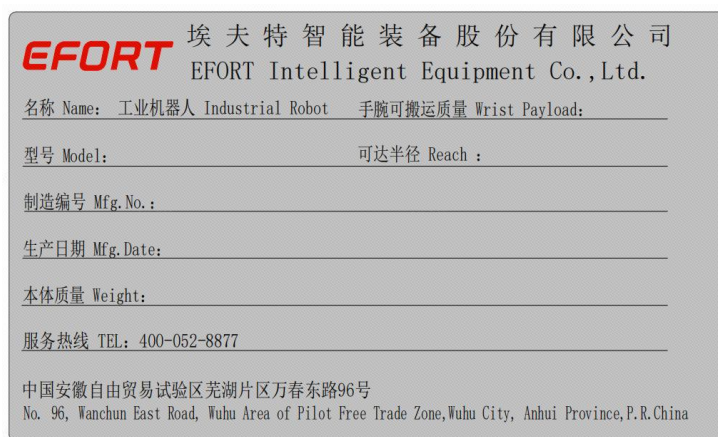 EFORT 埃夫特智能装备股份有限公司
EFORT Intelligent Equipment Co.,Ltd.
名称 Name: 工业机器人 Industrial Robot 手腕可搬运质量 Wrist Payload:
型号 Model: 可达半径 Reach :
制造编号 Mfg.No.:
生产日期 Mfg.Date:
本体质量 Weight:
服务热线 TEL: 400-052-8877
中国安徽自由贸易试验区芜湖片区万春东路96号
No. 96, Wanchun East Road, Wuhu Area of Pilot Free Trade Zone,Wuhu City, Anhui Province,P.R.China